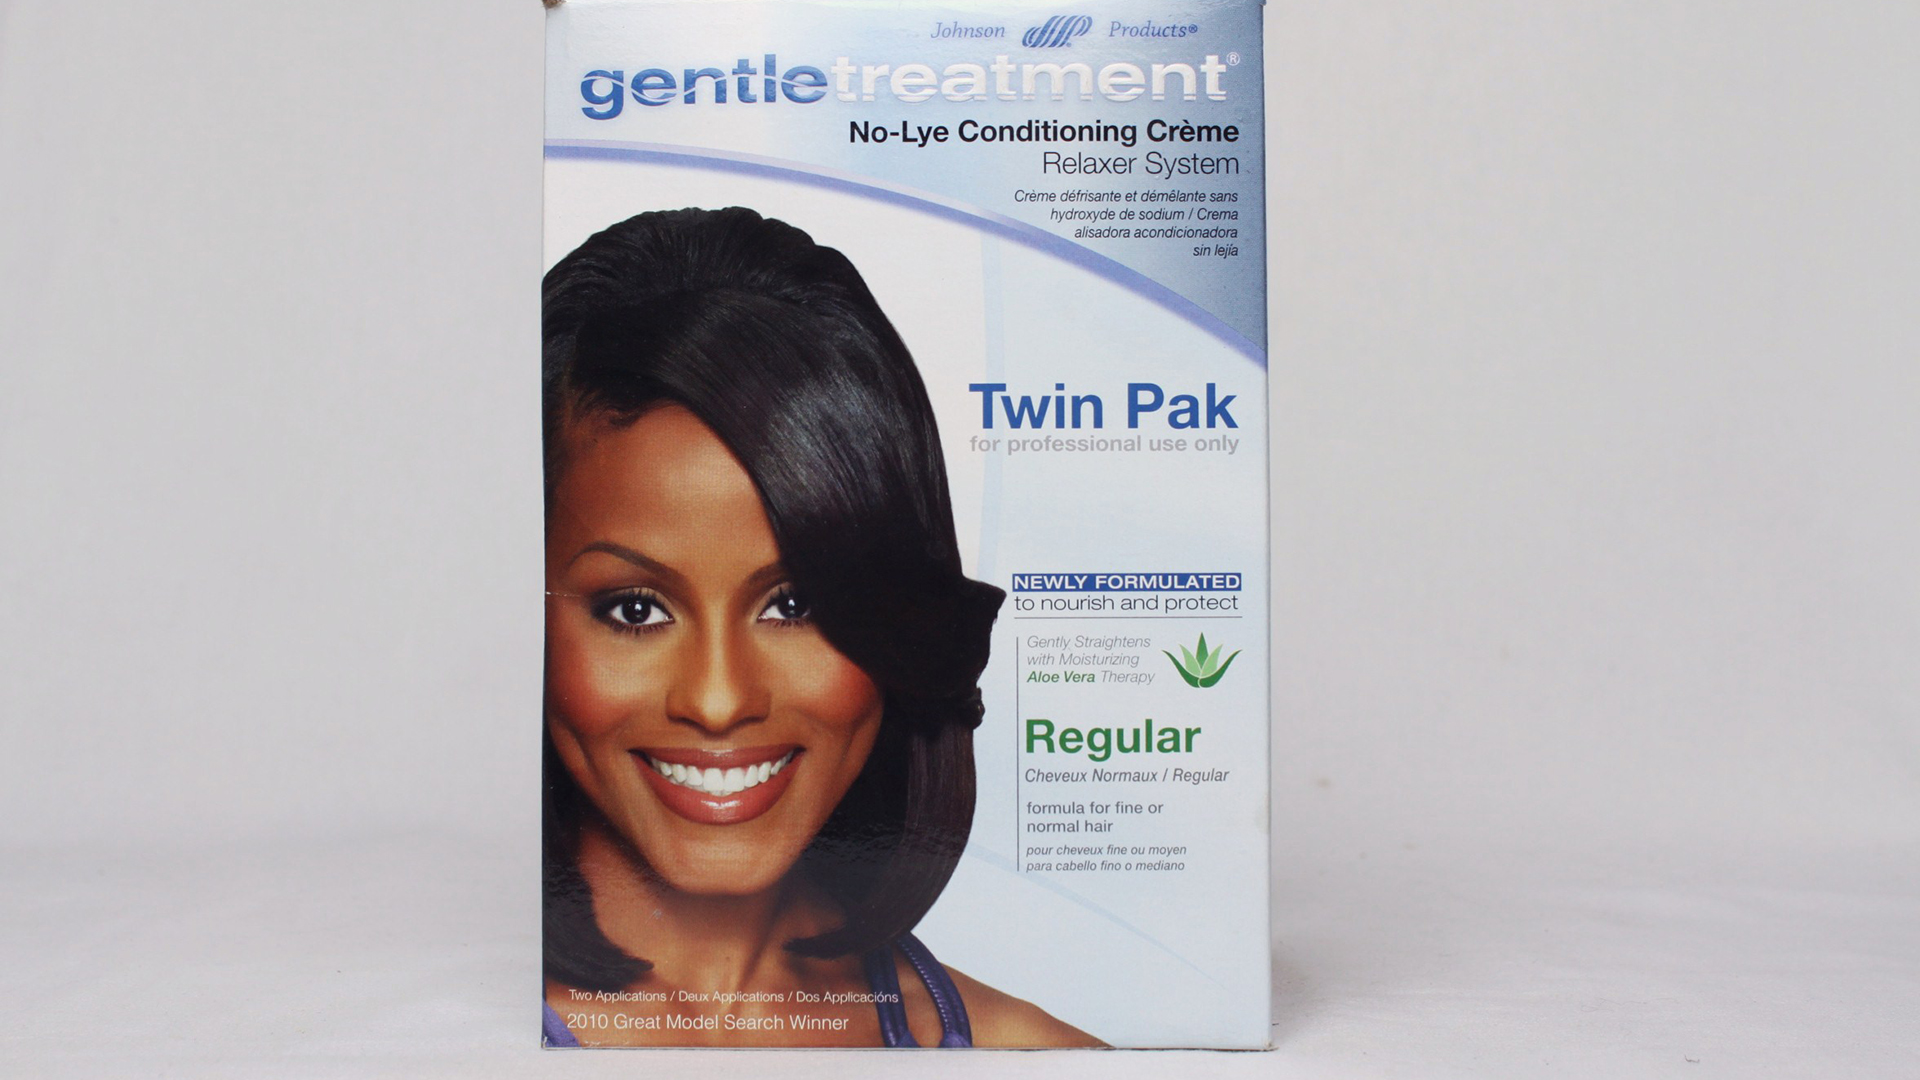 Johnson Products®
gentletreatment®
No-Lye Conditioning Crème
Relaxer System
Crème défrisante et démêlante sans
hydroxyde de sodium / Crema
alisadora acondicionadora
sin lejía
Twin Pak
for professional use only
NEWLY FORMULATED
to nourish and protect
Gently Straightens
with Moisturizing
Aloe Vera Therapy
Regular
Cheveux Normaux / Regular
formula for fine or
normal hair
pour cheveux fine ou moyen
para cabello fino o mediano
Two Applications / Deux Applications / Dos Applicacións
2010 Great Model Search Winner